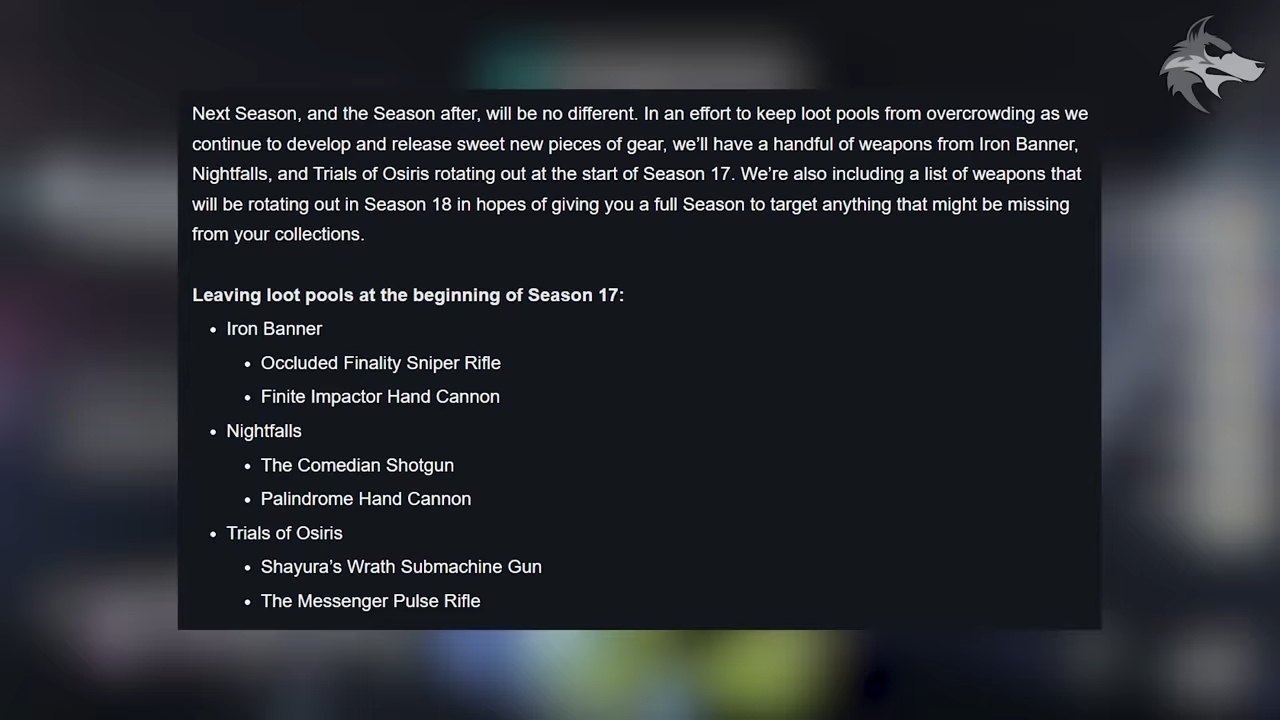 Next Season, and the Season after, will be no different. In an effort to keep loot pools from overcrowding as we
continue to develop and release sweet new pieces of gear, we’ll have a handful of weapons from Iron Banner,
Nightfalls, and Trials of Osiris rotating out at the start of Season 17. We’re also including a list of weapons that
will be rotating out in Season 18 in hopes of giving you a full Season to target anything that might be missing
from your collections.
Leaving loot pools at the beginning of Season 17:
• Iron Banner
• Occluded Finality Sniper Rifle
• Finite Impactor Hand Cannon
• Nightfalls
• The Comedian Shotgun
• Palindrome Hand Cannon
• Trials of Osiris
• Shayura’s Wrath Submachine Gun
• The Messenger Pulse Rifle